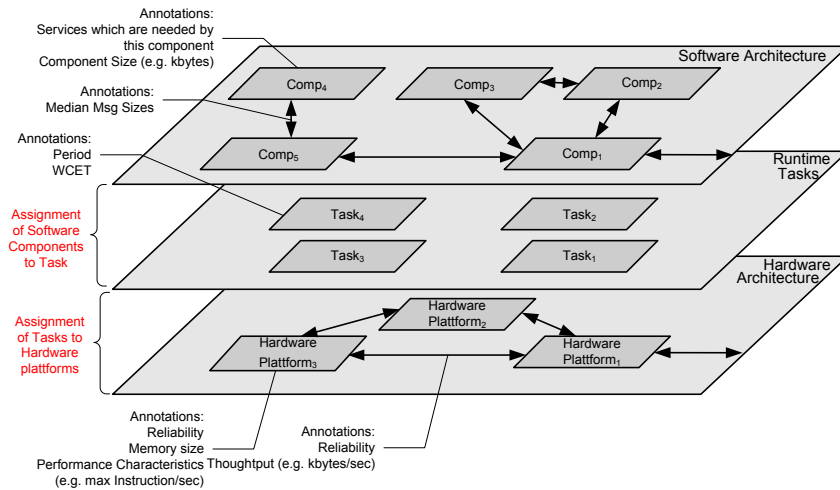 Annotations:
Services which are needed by
this component
Component Size (e.g. kbytes)
Software Architecture
Comp4
Comp3
Comp2
Annotations:
Median Msg Sizes
Annotations:
Period
WCET
Comp5
Comp1
Runtime
Tasks
Assignment
of Software
Components
to Task
Task4
Task2
Task3
Task1
Hardware
Architecture
Assignment
of Tasks to
Hardware
plattforms
Hardware
Plattform2
Hardware
Plattform3
Hardware
Plattform1
Annotations:
Reliability
Memory size
Performance Characteristics
(e.g. max Instruction/sec)
Annotations:
Reliability
Thoughtput (e.g. kbytes/sec)